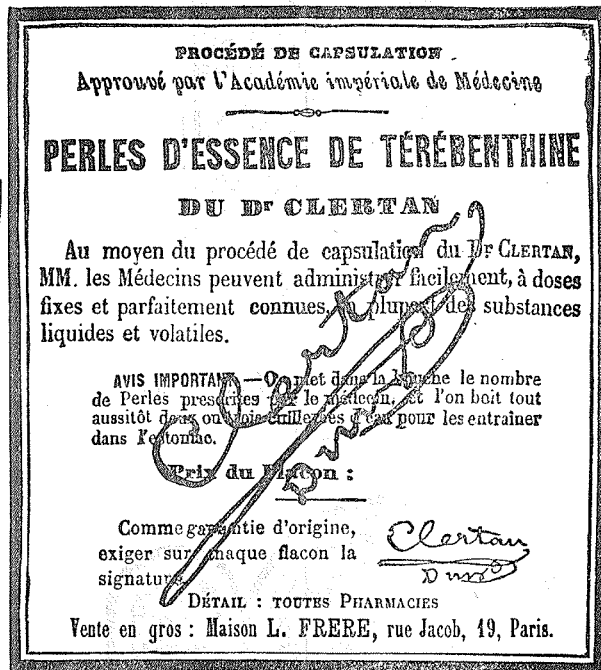 PROCÉDÉ DE CAPSULATION
Approuvé par l'Académie impériale de Médecine
PERLES D'ESSENCE DE TÉRÉBENTHINE
DU Dr CLERTAN
Au moyen du procédé de capsulation du Dr CLERTAN,
MM. les Médecins peuvent administrer facilement, à doses
fixes et parfaitement connues, la plupart des substances
liquides et volatiles.
AVIS IMPORTANT. — On met dans la bouche le nombre
de Perles prescrites par le médecin, et l'on boit tout
aussitôt deux ou trois cuillerées d'eau pour les entraîner
dans l'estomac.
Prix du Flacon :
Clertan
Comme garantie d'origine,
exiger sur chaque flacon la
signature
Clertan
DÉTAIL : TOUTES PHARMACIES
Vente en gros : Maison L. FRERE, rue Jacob, 19, Paris.